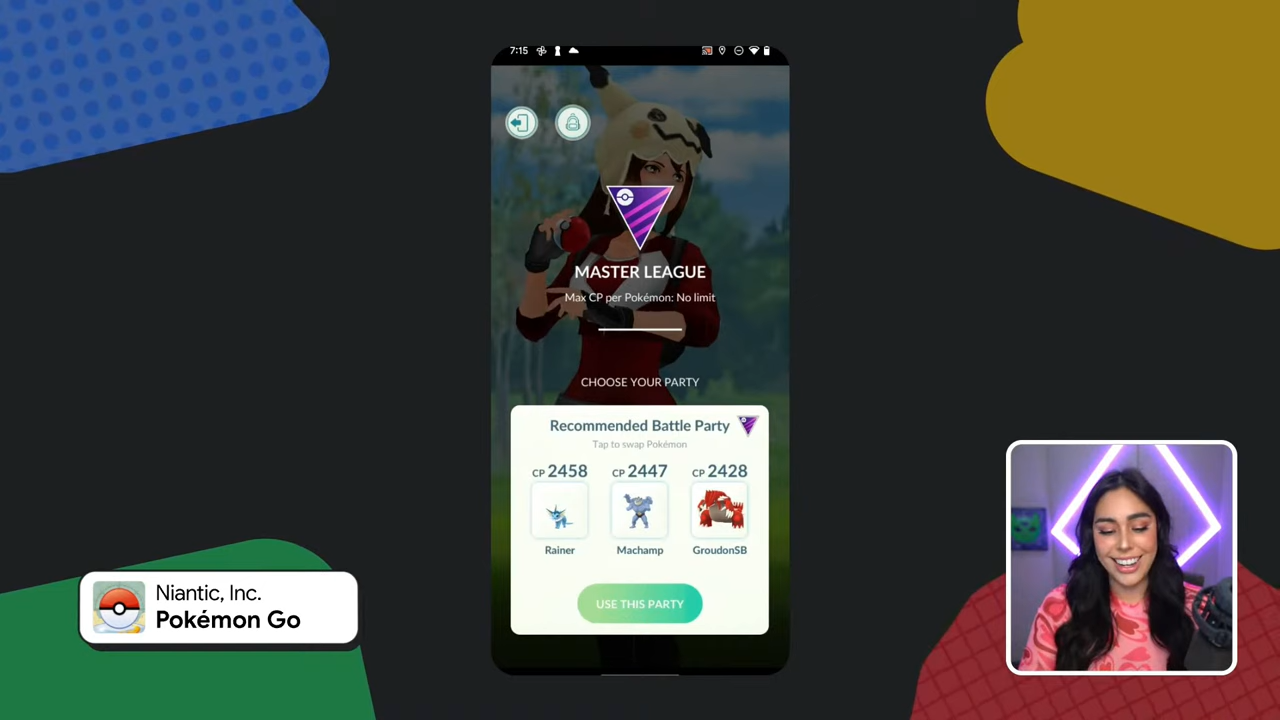 7:15
MASTER LEAGUE
Max CP per Pokémon: No limit
CHOOSE YOUR PARTY
Recommended Battle Party
Tap to swap Pokémon
CP 2458 CP 2447 CP 2428
Rainer Machamp GroudonSB
USE THIS PARTY
Niantic, Inc.
Pokémon Go